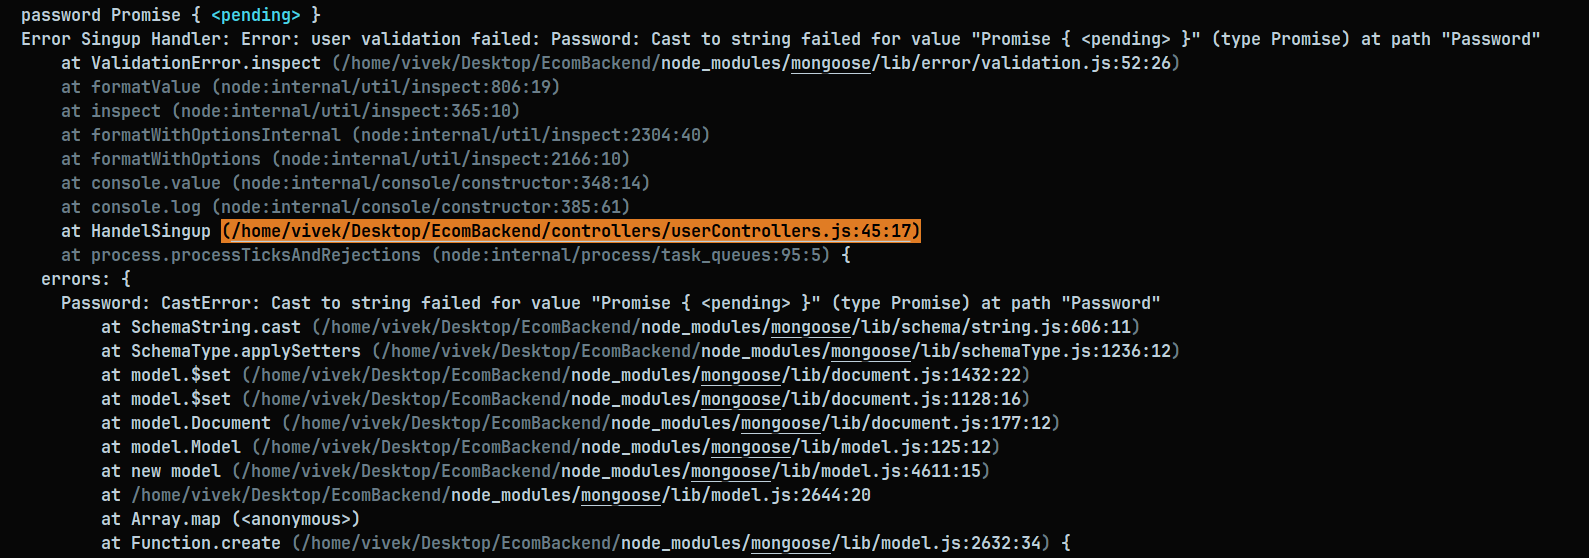 password Promise { <pending> }
Error Singup Handler: Error: user validation failed: Password: Cast to string failed for value "Promise { <pending> }" (type Promise) at path "Password"
at ValidationError.inspect (/home/vivek/Desktop/EcomBackend/node_modules/mongoose/lib/error/validation.js:52:26)
at formatValue (node:internal/util/inspect:806:19)
at inspect (node:internal/util/inspect:365:10)
at formatWithOptionsInternal (node:internal/util/inspect:2304:40)
at formatWithOptions (node:internal/util/inspect:2166:10)
at console.value (node:internal/console/constructor:348:14)
at console.log (node:internal/console/constructor:385:61)
at HandelSingup (/home/vivek/Desktop/EcomBackend/controllers/userControllers.js:45:17)
at process.processTicksAndRejections (node:internal/process/task_queues:95:5) {
errors: {
Password: CastError: Cast to string failed for value "Promise { <pending> }" (type Promise) at path "Password"
at SchemaString.cast (/home/vivek/Desktop/EcomBackend/node_modules/mongoose/lib/schema/string.js:606:11)
at SchemaType.applySetters (/home/vivek/Desktop/EcomBackend/node_modules/mongoose/lib/schemaType.js:1236:12)
at model.$set (/home/vivek/Desktop/EcomBackend/node_modules/mongoose/lib/document.js:1432:22)
at model.$set (/home/vivek/Desktop/EcomBackend/node_modules/mongoose/lib/document.js:1128:16)
at model.Document (/home/vivek/Desktop/EcomBackend/node_modules/mongoose/lib/document.js:177:12)
at model.Model (/home/vivek/Desktop/EcomBackend/node_modules/mongoose/lib/model.js:125:12)
at new model (/home/vivek/Desktop/EcomBackend/node_modules/mongoose/lib/model.js:4611:15)
at /home/vivek/Desktop/EcomBackend/node_modules/mongoose/lib/model.js:2644:20
at Array.map (<anonymous>)
at Function.create (/home/vivek/Desktop/EcomBackend/node_modules/mongoose/lib/model.js:2632:34) {